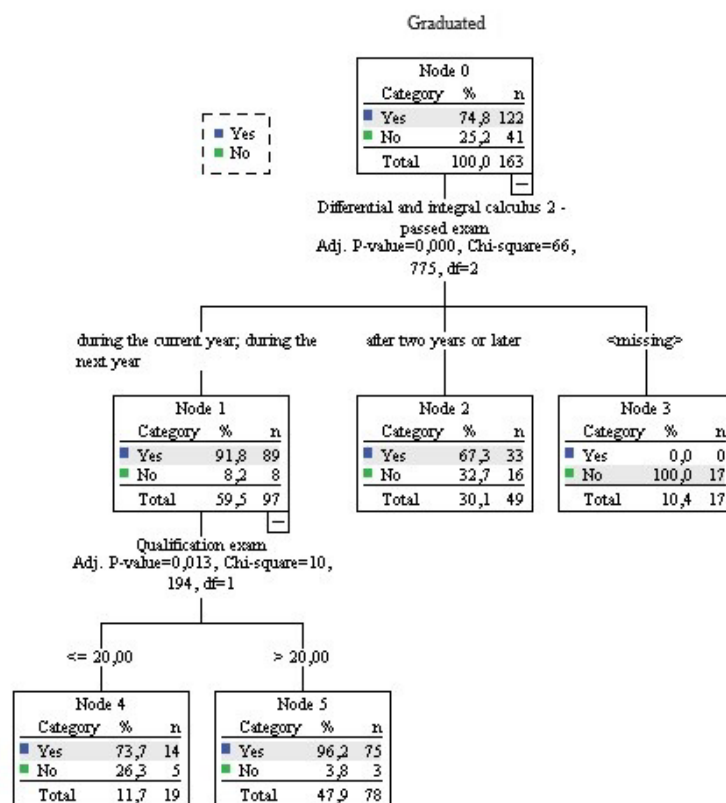 Graduated
Node 0
Category % n
Yes 74,8 122
No 25,2 41
Total 100,0 163
Yes
No
Differential and integral calculus 2 -
passed exam
Adj. P-value=0,000, Chi-square=66,
775, df=2
during the current year; during the
next year
after two years or later
<missing>
Node 1
Category % n
Yes 91,8 89
No 8,2 8
Total 59,5 97
Node 2
Category % n
Yes 67,3 33
No 32,7 16
Total 30,1 49
Node 3
Category % n
Yes 0,0 0
No 100,0 17
Total 10,4 17
Qualification exam
Adj. P-value=0,013, Chi-square=10,
194, df=1
<= 20,00
> 20,00
Node 4
Category % n
Yes 73,7 14
No 26,3 5
Total 11,7 19
Node 5
Category % n
Yes 96,2 75
No 3,8 3
Total 47,9 78